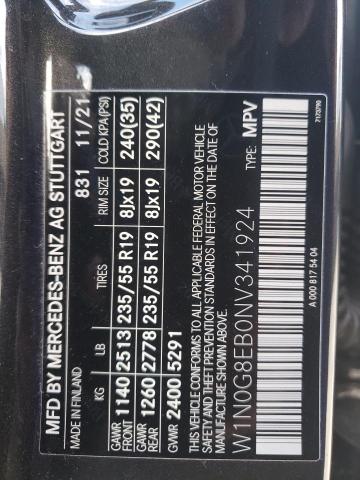 MFD BY MERCEDES-BENZ AG STUTTGART
MADE IN FINLAND 831 11/21
KG LB TIRES RIM SIZE COLD KPA(PSI)
GAWR FRONT 1140 2513 235/55 R19 8Jx19 240(35)
GAWR REAR 1260 2778 235/55 R19 8Jx19 290(42)
GVWR 2400 5291
THIS VEHICLE CONFORMS TO ALL APPLICABLE FEDERAL MOTOR VEHICLE
SAFETY AND THEFT PREVENTION STANDARDS IN EFFECT ON THE DATE OF
MANUFACTURE SHOWN ABOVE.
W1N0G8EB0NV341924 TYPE: MPV
A 000 817 54 04 7173790